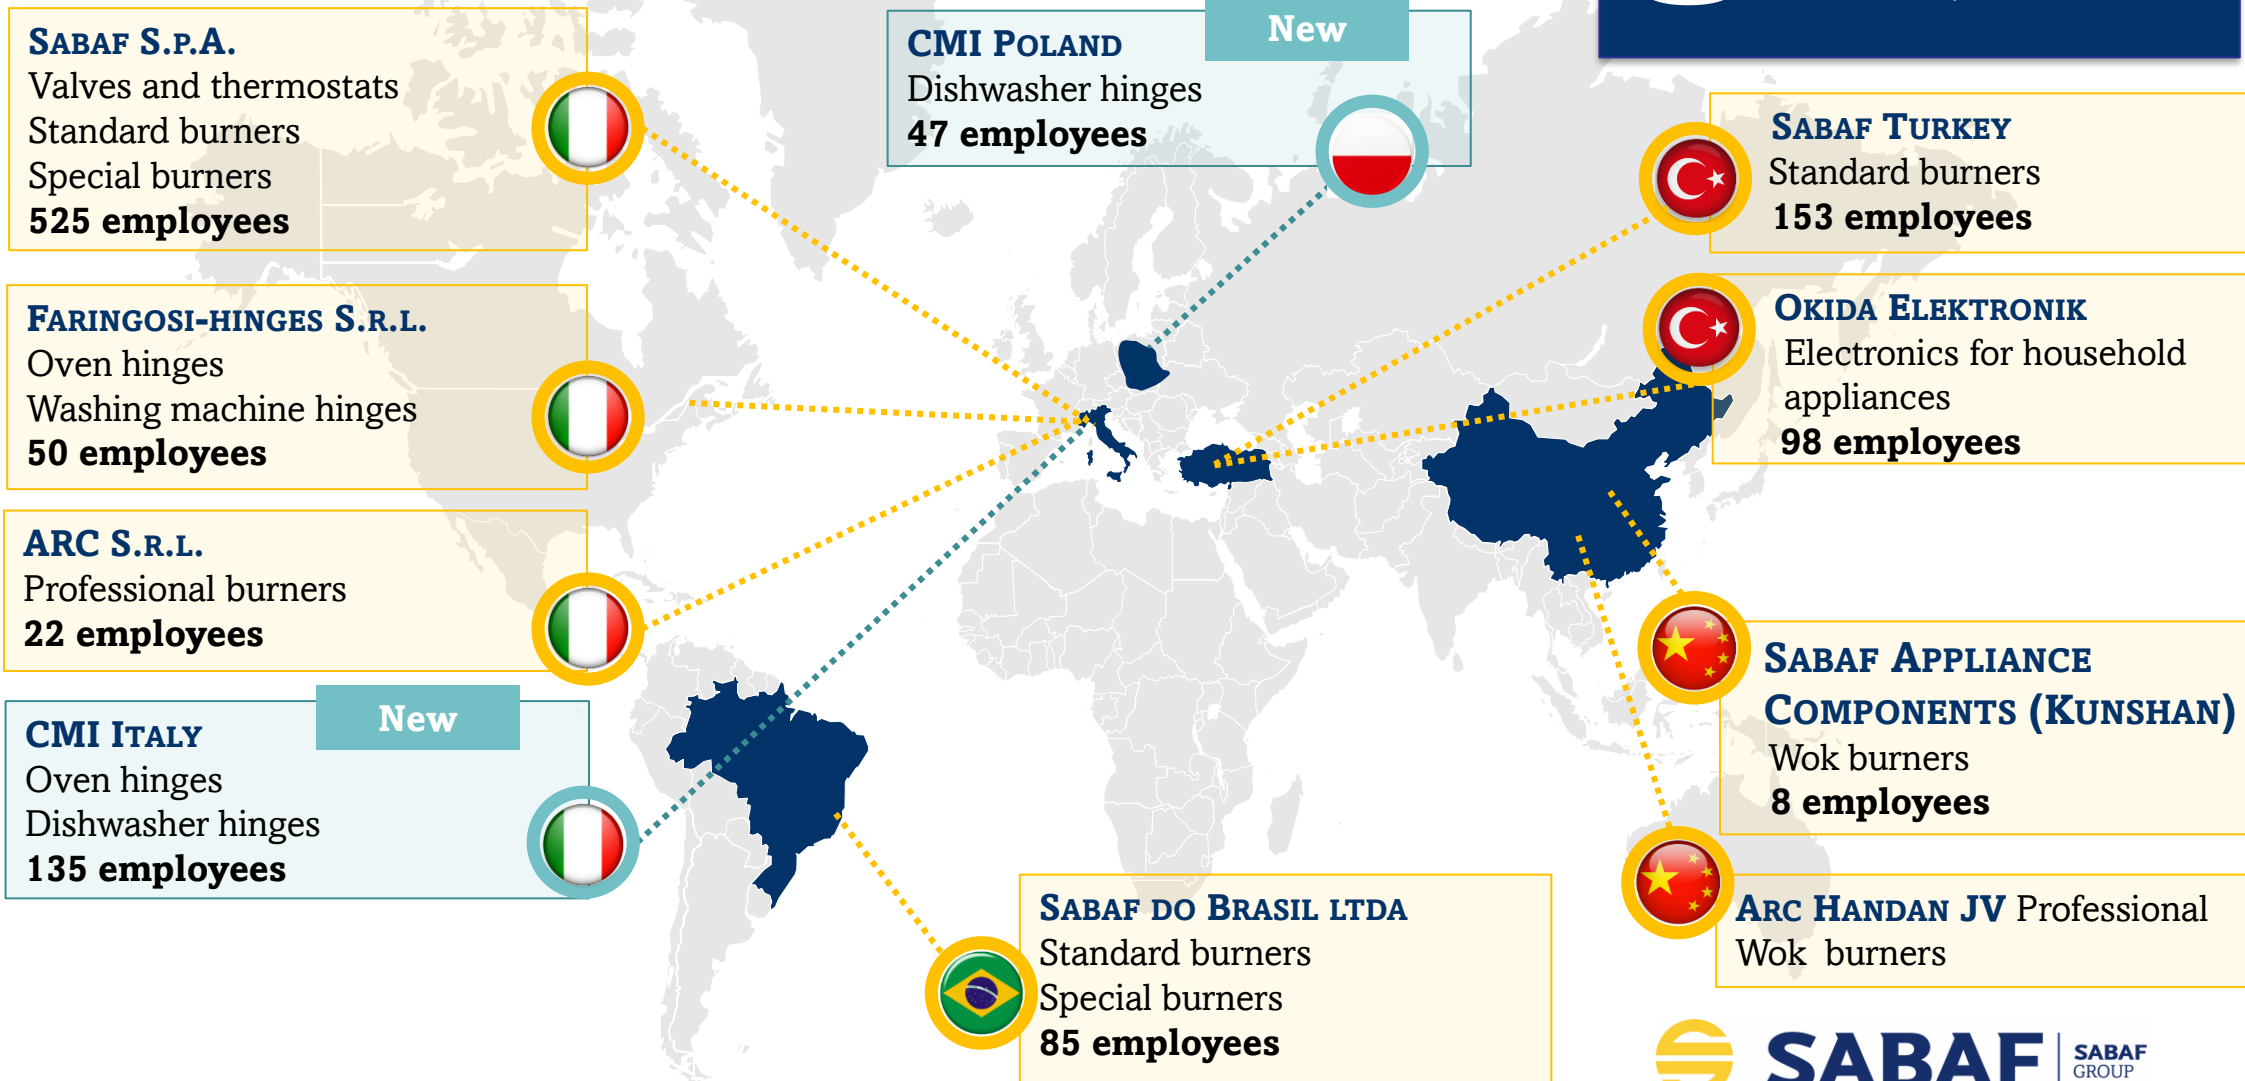 SABAF S.P.A.
Valves and thermostats
Standard burners
Special burners
525 employees
FARINGOSI-HINGES S.R.L.
Oven hinges
Washing machine hinges
50 employees
ARC S.R.L.
Professional burners
22 employees
New
CMI ITALY
Oven hinges
Dishwasher hinges
135 employees
New
CMI POLAND
Dishwasher hinges
47 employees
SABAF DO BRASIL LTDA
Standard burners
Special burners
85 employees
SABAF TURKEY
Standard burners
153 employees
OKIDA ELEKTRONIK
Electronics for household
appliances
98 employees
SABAF APPLIANCE
COMPONENTS (KUNSHAN)
Wok burners
8 employees
ARC HANDAN JV Professional
Wok burners
SABAF
SABAF
GROUP